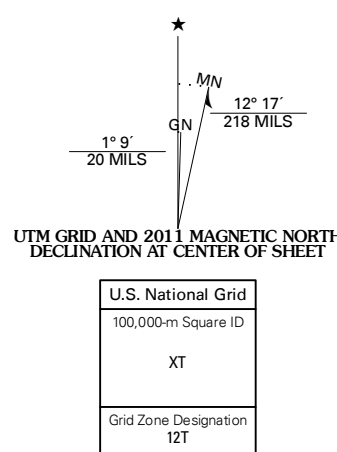 ★
MN
GN
12° 17´
218 MILS
1° 9´
20 MILS
UTM GRID AND 2011 MAGNETIC NORTH
DECLINATION AT CENTER OF SHEET
U.S. National Grid
100,000-m Square ID
XT
Grid Zone Designation
12T